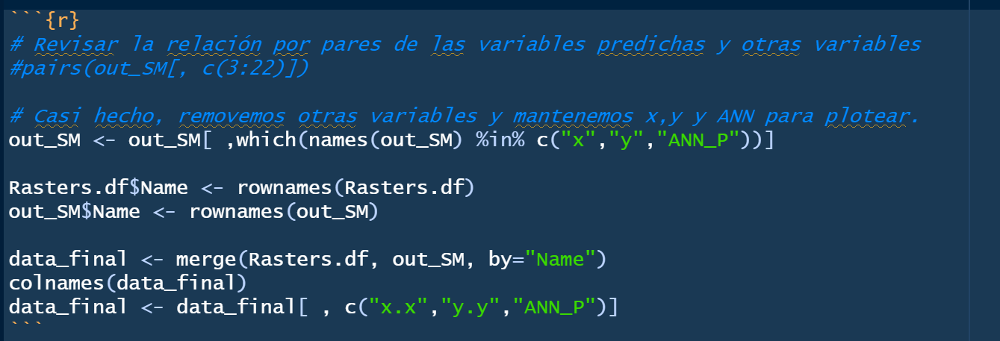 ```{r}
# Revisar la relación por pares de las variables predichas y otras variables
#pairs(out_SM[, c(3:22)])
# Casi hecho, removemos otras variables y mantenemos x,y y ANN para plotear.
out_SM <- out_SM[ ,which(names(out_SM) %in% c("x","y","ANN_P"))]
Rasters.df$Name <- rownames(Rasters.df)
out_SM$Name <- rownames(out_SM)
data_final <- merge(Rasters.df, out_SM, by="Name")
colnames(data_final)
data_final <- data_final[ , c("x.x","y.y","ANN_P")]
```